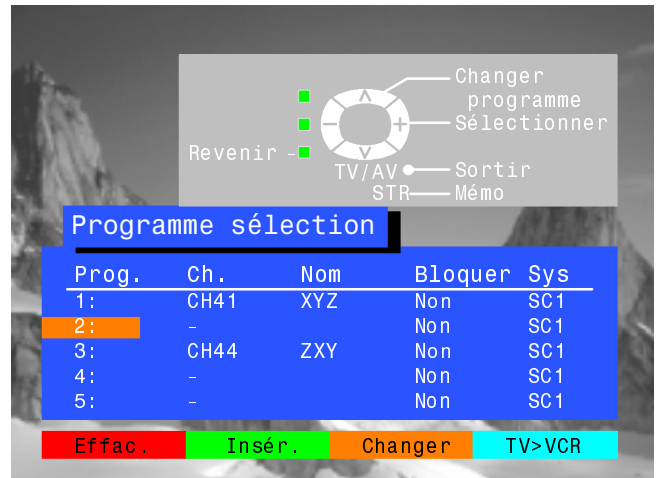 Changer
programme
Sélectionner
Revenir
TV/AV Sortir
STR Mémo
Programme sélection
Prog. Ch. Nom Bloquer Sys
1: CH41 XYZ Non SC1
2: - Non SC1
3: CH44 ZXY Non SC1
4: - Non SC1
5: - Non SC1
Effac. Insér. Changer TV>VCR